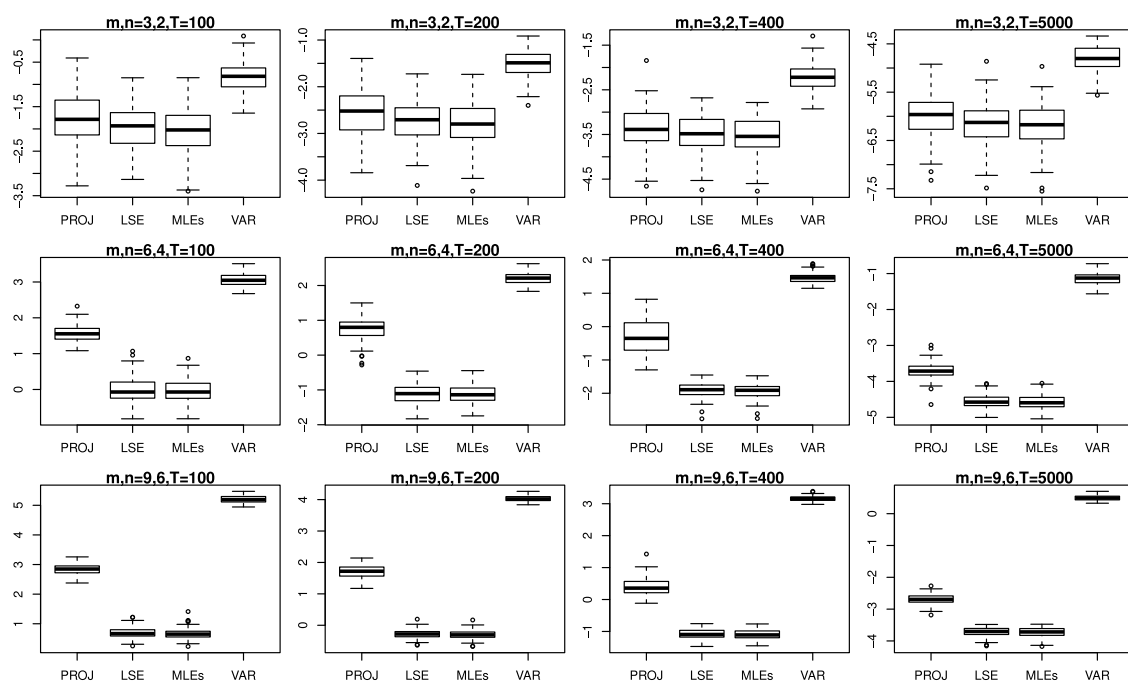 m,n=3,2,T=100 m,n=3,2,T=200 m,n=3,2,T=400 m,n=3,2,T=5000
-0.5 -1.5 -2.5 -3.5
-1.0 -2.0 -3.0 -4.0
-1.5 -2.5 -3.5 -4.5
-4.5 -5.5 -6.5 -7.5
PROJ LSE MLEs VAR PROJ LSE MLEs VAR PROJ LSE MLEs VAR PROJ LSE MLEs VAR
m,n=6,4,T=100 m,n=6,4,T=200 m,n=6,4,T=400 m,n=6,4,T=5000
3 2 1 0
2 1 0 -1 -2
2 1 0 -1 -2
-1 -2 -3 -4 -5
PROJ LSE MLEs VAR PROJ LSE MLEs VAR PROJ LSE MLEs VAR PROJ LSE MLEs VAR
m,n=9,6,T=100 m,n=9,6,T=200 m,n=9,6,T=400 m,n=9,6,T=5000
5 4 3 2 1
4 3 2 1 0
3 2 1 0 -1
0 -1 -2 -3 -4
PROJ LSE MLEs VAR PROJ LSE MLEs VAR PROJ LSE MLEs VAR PROJ LSE MLEs VAR